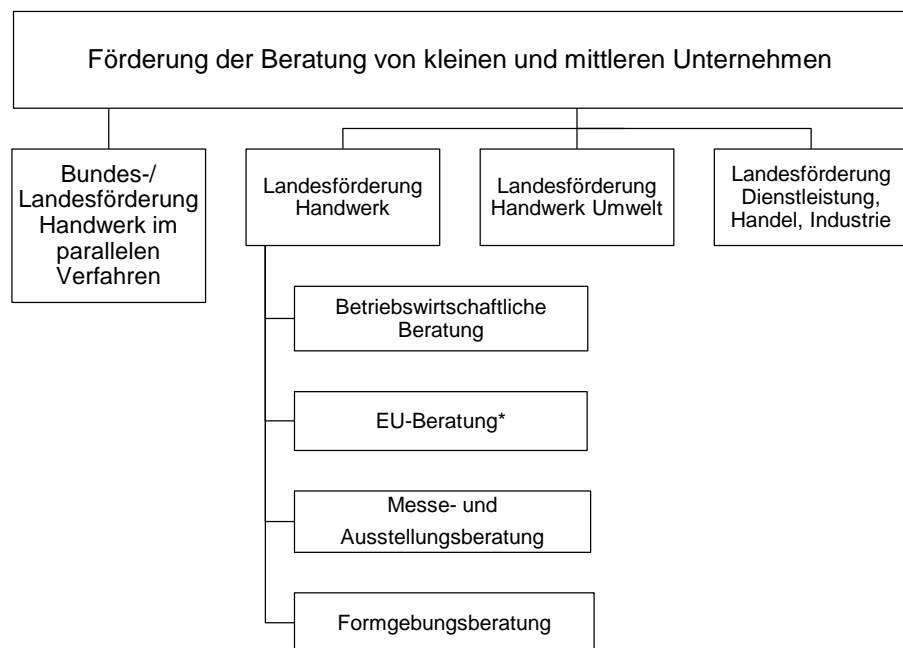 Förderung der Beratung von kleinen und mittleren Unternehmen
Bundes-/
Landesförderung
Handwerk im
parallelen
Verfahren
Landesförderung
Handwerk
Landesförderung
Handwerk Umwelt
Landesförderung
Dienstleistung,
Handel, Industrie
Betriebswirtschaftliche
Beratung
EU-Beratung*
Messe- und
Ausstellungsberatung
Formgebungsberatung